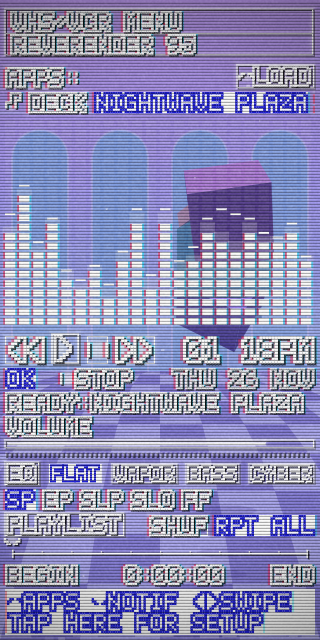 VHS/VCR MENU
REWERENDER '95
APPS::
LOAD
DECK NIGHTWAVE PLAZA
01 18PM
OK STOP THU 26 NOV
READY:NIGHTWAVE PLAZA
VOLUME
EQ FLAT VAPOR BASS CYBER
SP EP SLP SLO FF
PLAYLIST SHUF RPT ALL
BEGIN 0:00:00 END
APPS NOTIF SWIPE
TAP HERE FOR SETUP